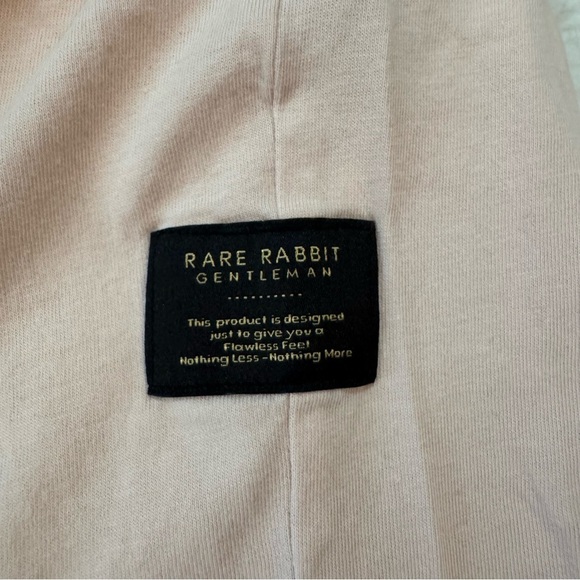 RARE RABBIT
GENTLEMAN
----------
This product is designed
just to give you a
Flawless Feel
Nothing Less - Nothing More